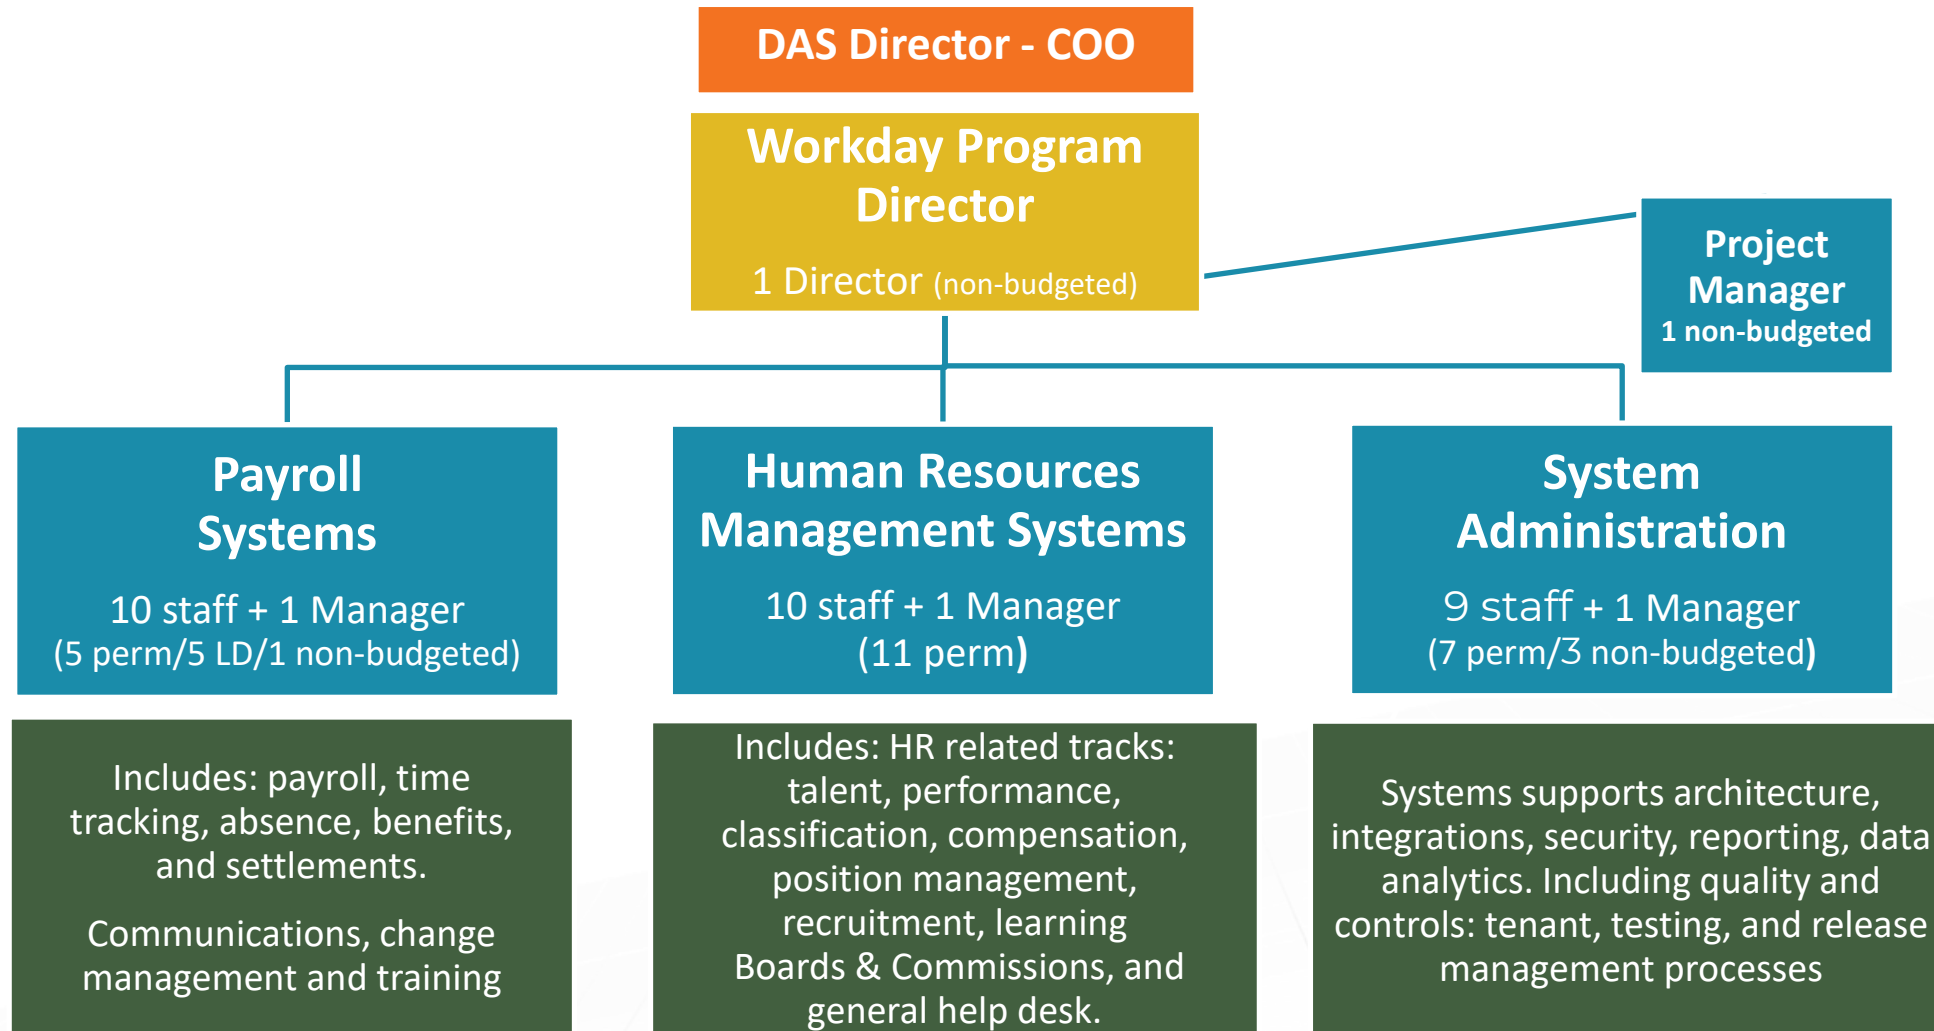 DAS Director - COO
Workday Program
Director
1 Director (non-budgeted)
Project
Manager
1 non-budgeted
Payroll
Systems
10 staff + 1 Manager
(5 perm/5 LD/1 non-budgeted)
Human Resources
Management Systems
10 staff + 1 Manager
(11 perm)
System
Administration
9 staff + 1 Manager
(7 perm/3 non-budgeted)
Includes: payroll, time
tracking, absence, benefits,
and settlements.
Communications, change
management and training
Includes: HR related tracks:
talent, performance,
classification, compensation,
position management,
recruitment, learning
Boards & Commissions, and
general help desk.
Systems supports architecture,
integrations, security, reporting, data
analytics. Including quality and
controls: tenant, testing, and release
management processes